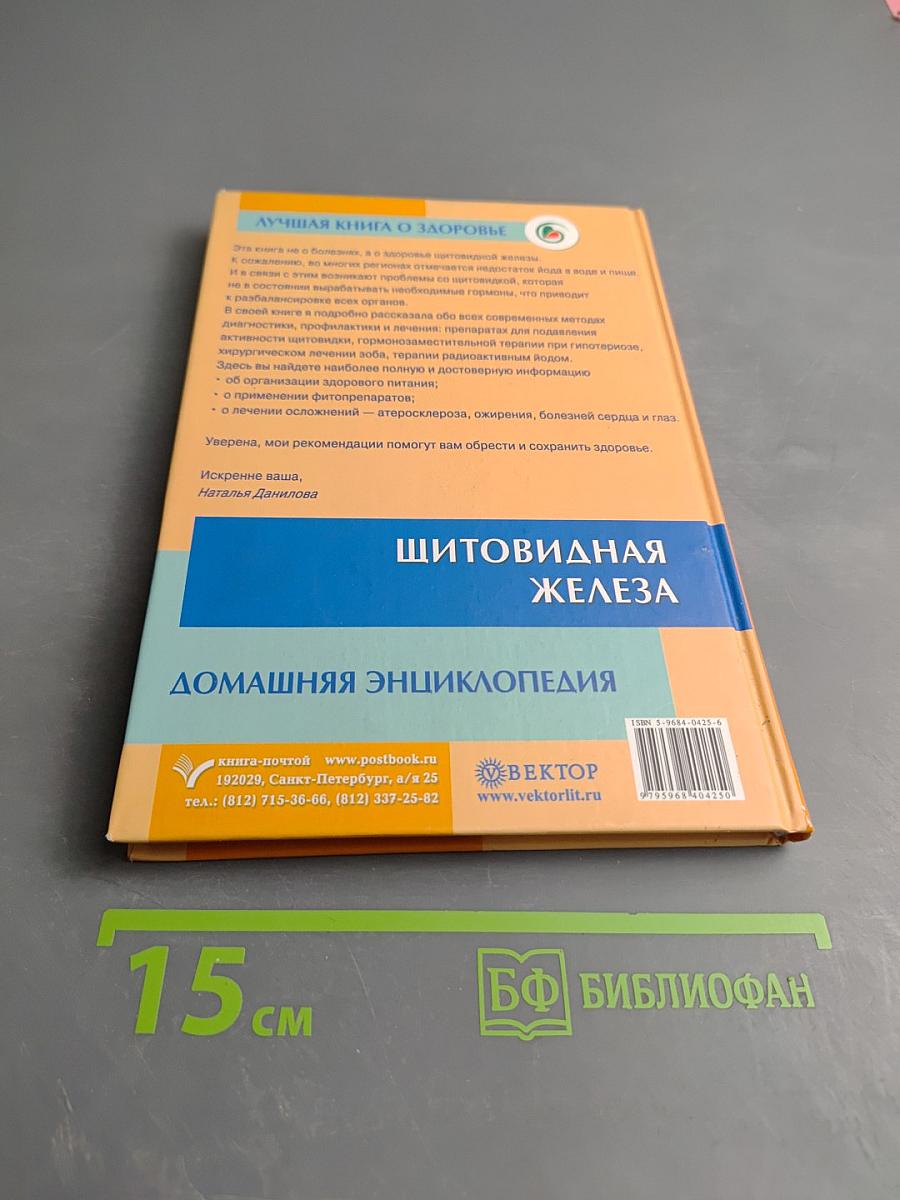 ЛУЧШАЯ КНИГА О ЗДОРОВЬЕ
Эта книга не о болезнях, а о здоровье щитовидной железы.
К сожалению, во многих регионах отмечается недостаток йода в воде и пище.
И в связи с этим возникают проблемы со щитовидкой, которая
не в состоянии вырабатывать необходимые гормоны, что приводит
к разбалансировке всех органов.
В своей книге я подробно рассказала обо всех современных методах
диагностики, профилактики и лечения: препаратах для подавления
активности щитовидки, гормонозаместительной терапии при гипотериозе,
хирургическом лечении зоба, терапии радиоактивным йодом.
Здесь вы найдете наиболее полную и достоверную информацию
• об организации здорового питания;
• о применении фитопрепаратов;
• о лечении осложнений — атеросклероза, ожирения, болезней сердца и глаз.
Уверена, мои рекомендации помогут вам обрести и сохранить здоровье.
Искренне ваша,
Наталья Данилова
ЩИТОВИДНАЯ
ЖЕЛЕЗА
ДОМАШНЯЯ ЭНЦИКЛОПЕДИЯ
книга-почтой www.postbook.ru
192029, Санкт-Петербург, а/я 25
тел.: (812) 715-36-66, (812) 337-25-82
V ВЕКТОР
www.vektorlit.ru
ISBN 5-9684-0425-6
9 795968 404250
15 см
БФ БИБЛИОФАН